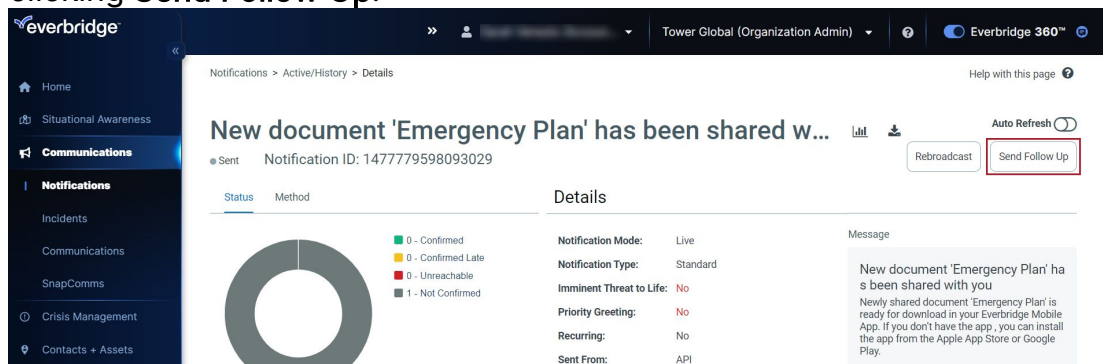 clicking Send Follow-Up.
everbridge
Tower Global (Organization Admin)
Everbridge 360™
Notifications > Active/History > Details
Help with this page
Home
Situational Awareness
Communications
Notifications
Incidents
Communications
SnapComms
Crisis Management
Contacts + Assets
New document 'Emergency Plan' has been shared w...
Auto Refresh
Sent Notification ID: 1477779598093029
Rebroadcast
Send Follow Up
Status Method
Details
0 - Confirmed
0 - Confirmed Late
0 - Unreachable
1 - Not Confirmed
Notification Mode: Live
Notification Type: Standard
Imminent Threat to Life: No
Priority Greeting: No
Recurring: No
Sent From: API
Message
New document 'Emergency Plan' ha
s been shared with you
Newly shared document 'Emergency Plan' is
ready for download in your Everbridge Mobile
App. If you don't have the app , you can install
the app from the Apple App Store or Google
Play.